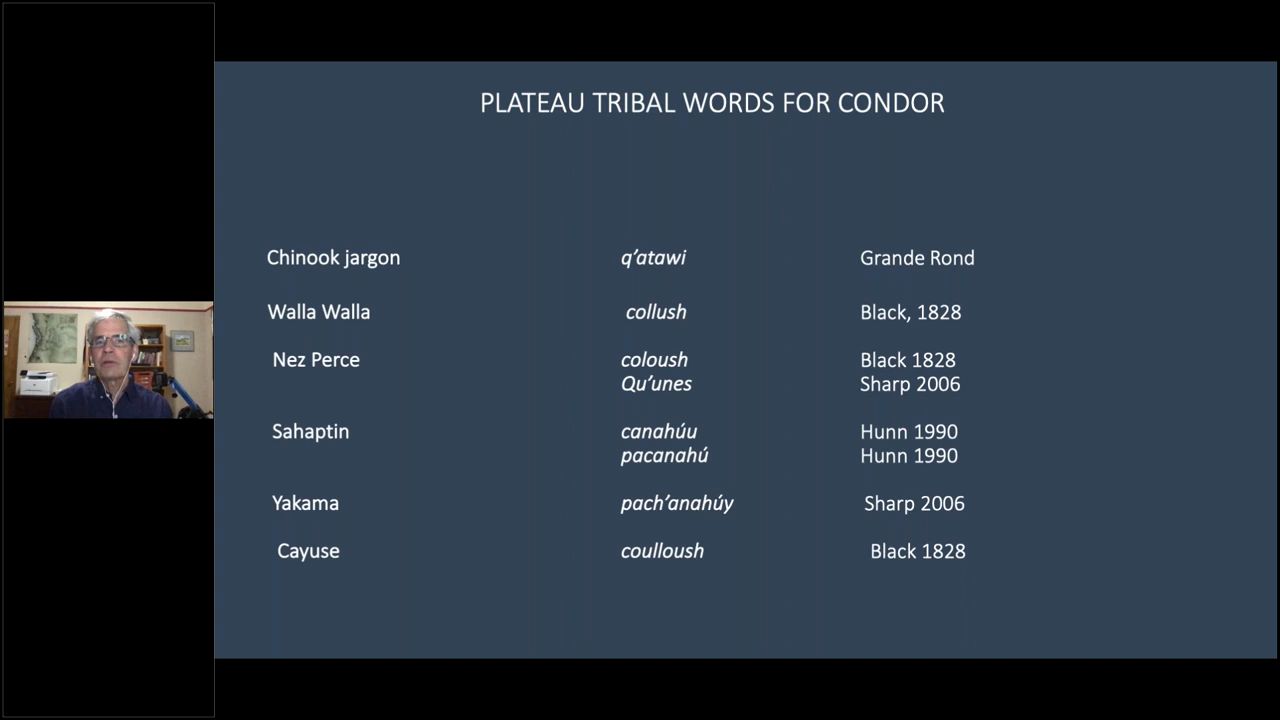 PLATEAU TRIBAL WORDS FOR CONDOR
Chinook jargon q’atawi Grande Rond
Walla Walla collush Black, 1828
Nez Perce coloush Black 1828
Qu’unes Sharp 2006
Sahaptin canahúu Hunn 1990
pacanahú Hunn 1990
Yakama pach’anahúy Sharp 2006
Cayuse coulloush Black 1828